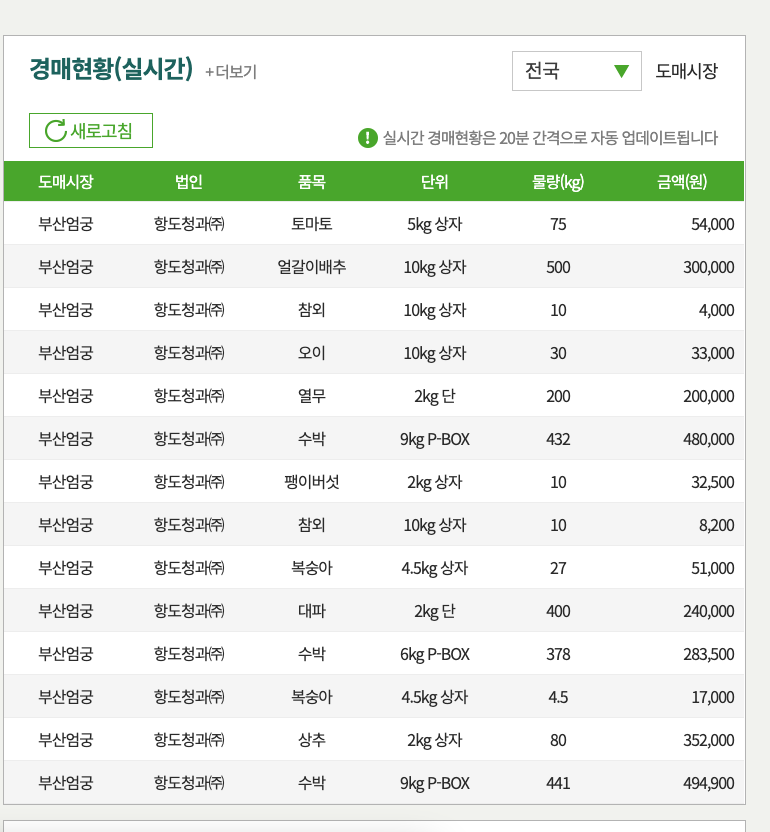 경매현황(실시간) +더보기 전국 ▼ 도매시장
새로고침 실시간 경매현황은 20분 간격으로 자동 업데이트됩니다
도매시장 법인 품목 단위 물량(kg) 금액(원)
부산엄궁 항도청과㈜ 토마토 5kg 상자 75 54,000
부산엄궁 항도청과㈜ 얼갈이배추 10kg 상자 500 300,000
부산엄궁 항도청과㈜ 참외 10kg 상자 10 4,000
부산엄궁 항도청과㈜ 오이 10kg 상자 30 33,000
부산엄궁 항도청과㈜ 열무 2kg 단 200 200,000
부산엄궁 항도청과㈜ 수박 9kg P-BOX 432 480,000
부산엄궁 항도청과㈜ 팽이버섯 2kg 상자 10 32,500
부산엄궁 항도청과㈜ 참외 10kg 상자 10 8,200
부산엄궁 항도청과㈜ 복숭아 4.5kg 상자 27 51,000
부산엄궁 항도청과㈜ 대파 2kg 단 400 240,000
부산엄궁 항도청과㈜ 수박 6kg P-BOX 378 283,500
부산엄궁 항도청과㈜ 복숭아 4.5kg 상자 4.5 17,000
부산엄궁 항도청과㈜ 상추 2kg 상자 80 352,000
부산엄궁 항도청과㈜ 수박 9kg P-BOX 441 494,900